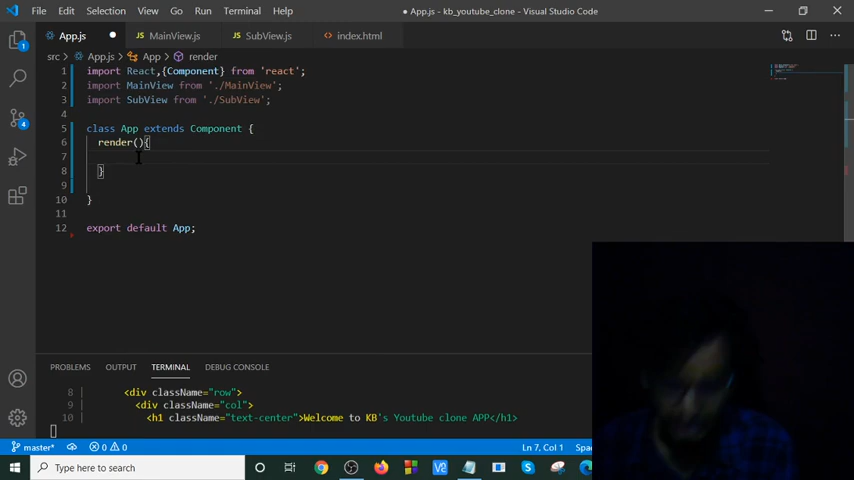 File Edit Selection View Go Run Terminal Help ● App.js - kb_youtube_clone - Visual Studio Code
App.js MainView.js SubView.js index.html
src > App.js > App > render
1 import React,{Component} from 'react';
2 import MainView from './MainView';
3 import SubView from './SubView';
4
5 class App extends Component {
6 render(){
7
8 }
9
10 }
11
12 export default App;
PROBLEMS OUTPUT TERMINAL DEBUG CONSOLE
8 | <div className="row">
9 | <div className="col">
10 | <h1 className="text-center">Welcome to KB's Youtube clone APP</h1>
master* 0 0 Ln 7, Col 1
Type here to search